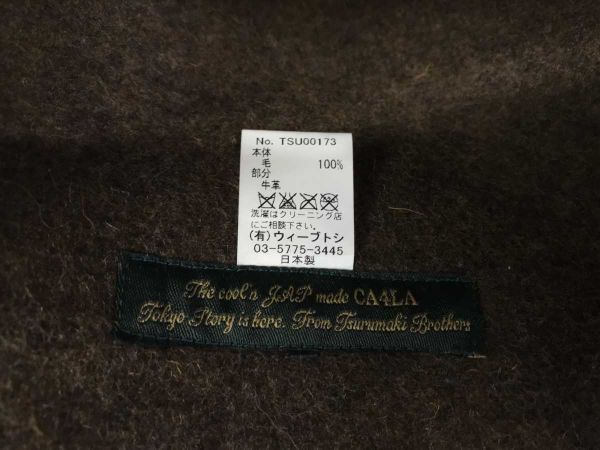 No. TSU00173
本体
毛 100%
部分
牛革
洗濯はクリーニング店
にご相談下さい。
(有)ウィーブトシ
03-5775-3445
日本製
The cool'n J.A.P made CA4LA
Tokyo Story is here. From Tsurumaki Brothers